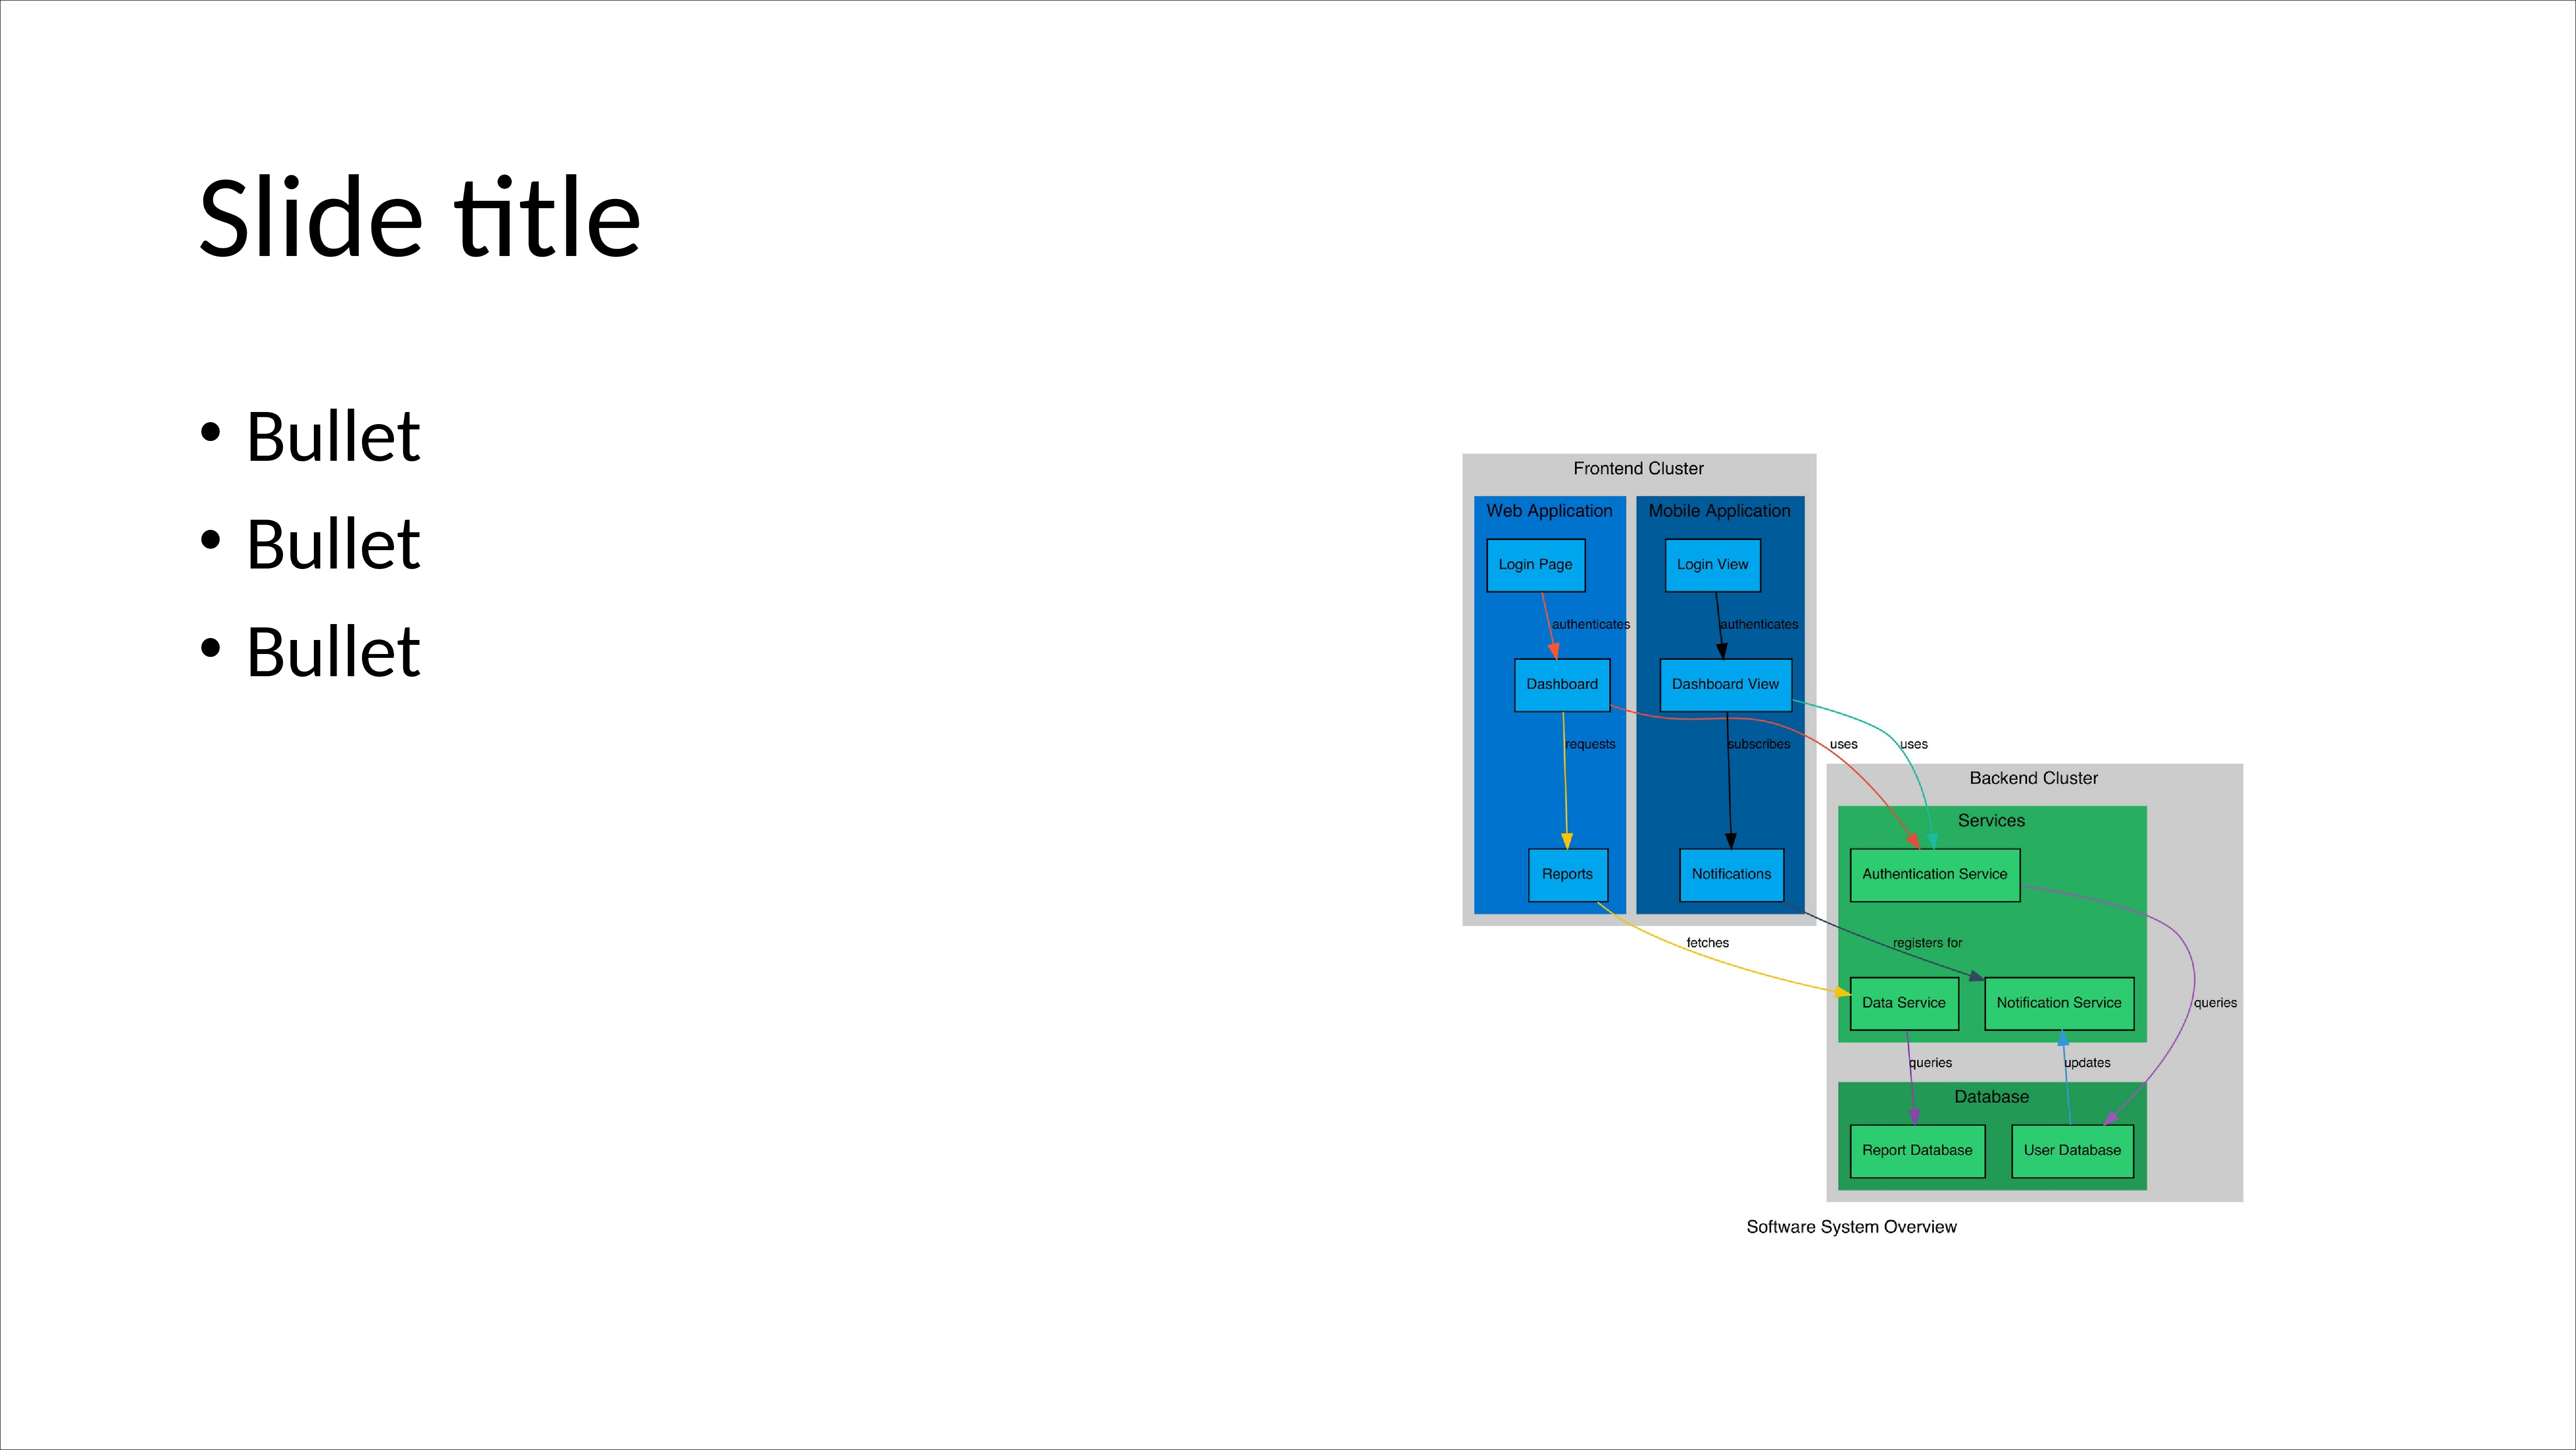 Slide title
• Bullet
• Bullet
• Bullet
Frontend Cluster
Web Application
Mobile Application
Login Page
Login View
authenticates
authenticates
Dashboard
Dashboard View
requests
subscribes
uses
uses
Reports
Notifications
Backend Cluster
Services
Authentication Service
fetches
registers for
Data Service
Notification Service
queries
queries
updates
Database
Report Database
User Database
Software System Overview